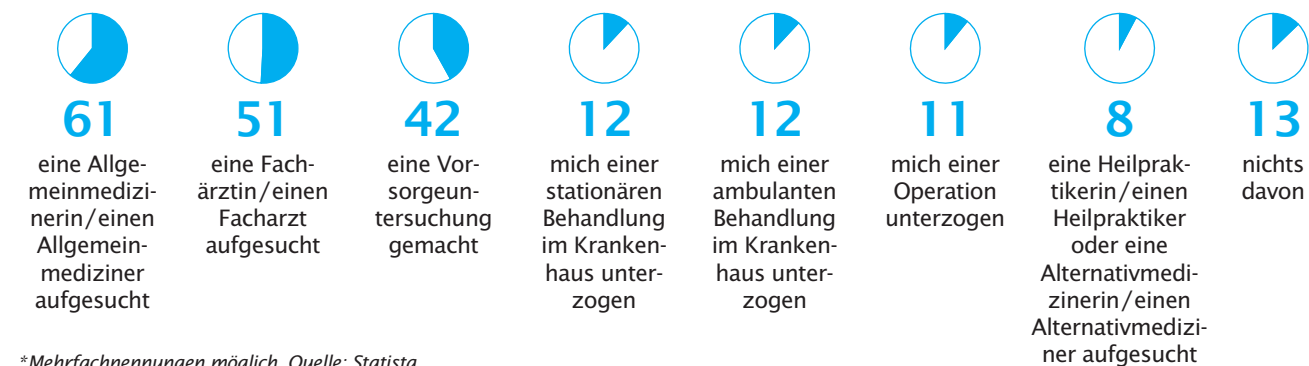 61
eine Allge-
meinmedizi-
nerin/einen
Allgemein-
mediziner
aufgesucht
51
eine Fach-
ärztin/einen
Facharzt
aufgesucht
42
eine Vor-
sorgeun-
tersuchung
gemacht
12
mich einer
stationären
Behandlung
im Kranken-
haus unter-
zogen
12
mich einer
ambulanten
Behandlung
im Kranken-
haus unter-
zogen
11
mich einer
Operation
unterzogen
8
eine Heilprak-
tikerin/einen
Heilpraktiker
oder eine
Alternativmedi-
zinerin/einen
Alternativmedizi-
ner aufgesucht
13
nichts
davon
*Mehrfachnennungen möglich, Quelle: Statista